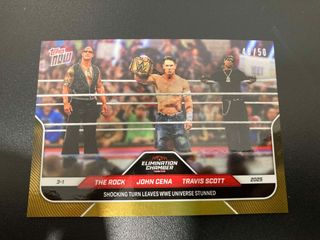 topps
NOW
/50
ELIMINATION
CHAMBER
3-1
THE ROCK
JOHN CENA
TRAVIS SCOTT
2025
SHOCKING TURN LEAVES WWE UNIVERSE STUNNED